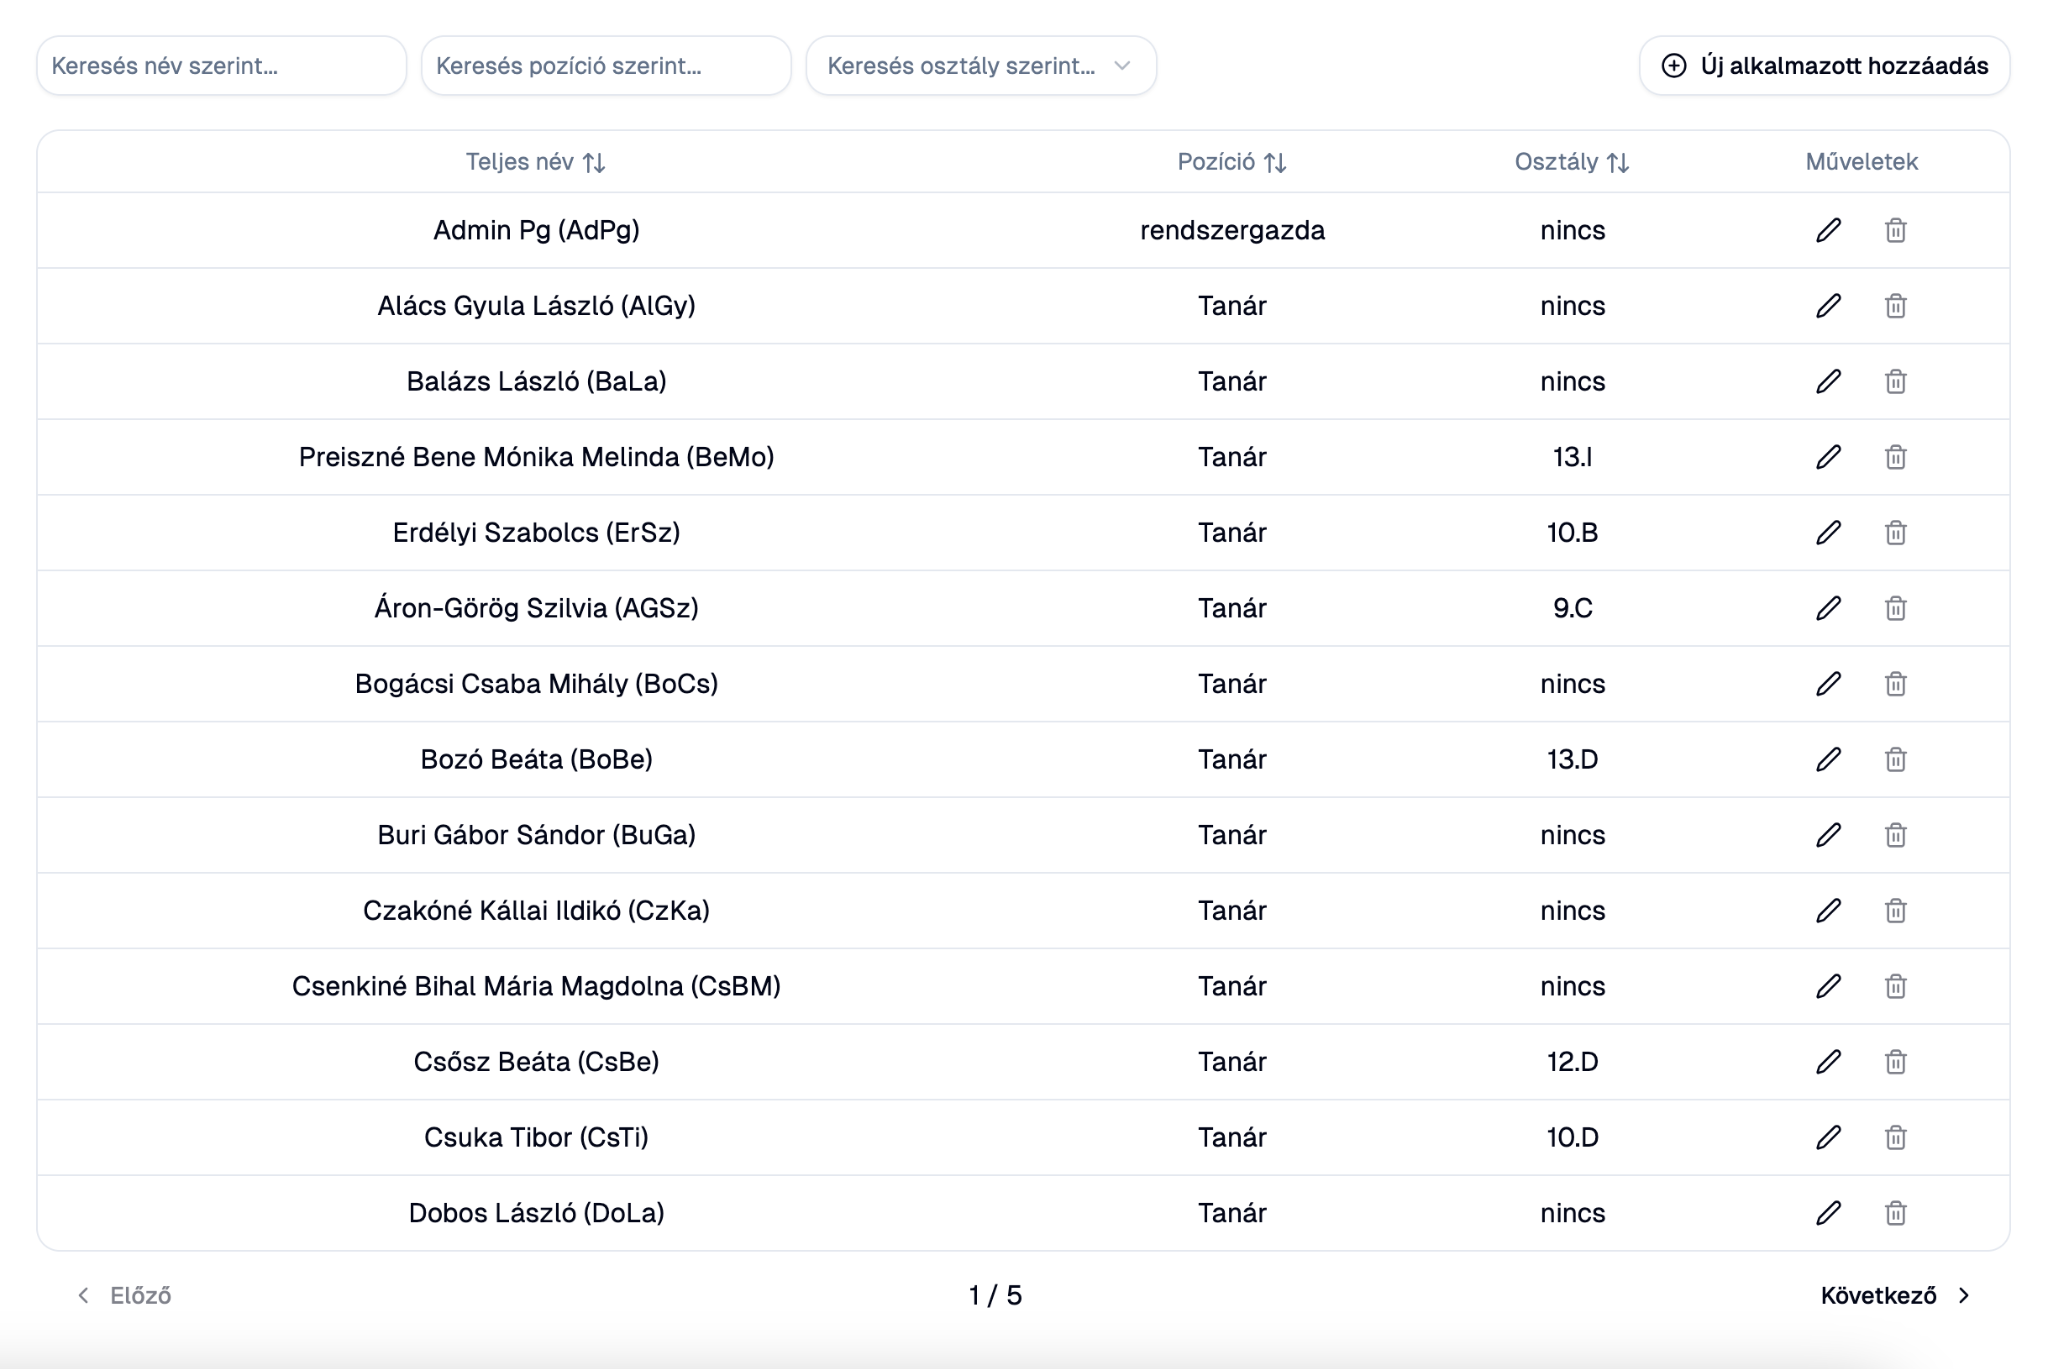 Keresés név szerint... Keresés pozíció szerint... Keresés osztály szerint... Új alkalmazott hozzáadás
Teljes név Pozíció Osztály Műveletek
Admin Pg (AdPg) rendszergazda nincs
Alács Gyula László (AlGy) Tanár nincs
Balázs László (BaLa) Tanár nincs
Preiszné Bene Mónika Melinda (BeMo) Tanár 13.I
Erdélyi Szabolcs (ErSz) Tanár 10.B
Áron-Görög Szilvia (AGSz) Tanár 9.C
Bogácsi Csaba Mihály (BoCs) Tanár nincs
Bozó Beáta (BoBe) Tanár 13.D
Buri Gábor Sándor (BuGa) Tanár nincs
Czakóné Kállai Ildikó (CzKa) Tanár nincs
Csenkiné Bihal Mária Magdolna (CsBM) Tanár nincs
Csősz Beáta (CsBe) Tanár 12.D
Csuka Tibor (CsTi) Tanár 10.D
Dobos László (DoLa) Tanár nincs
Előző 1 / 5 Következő